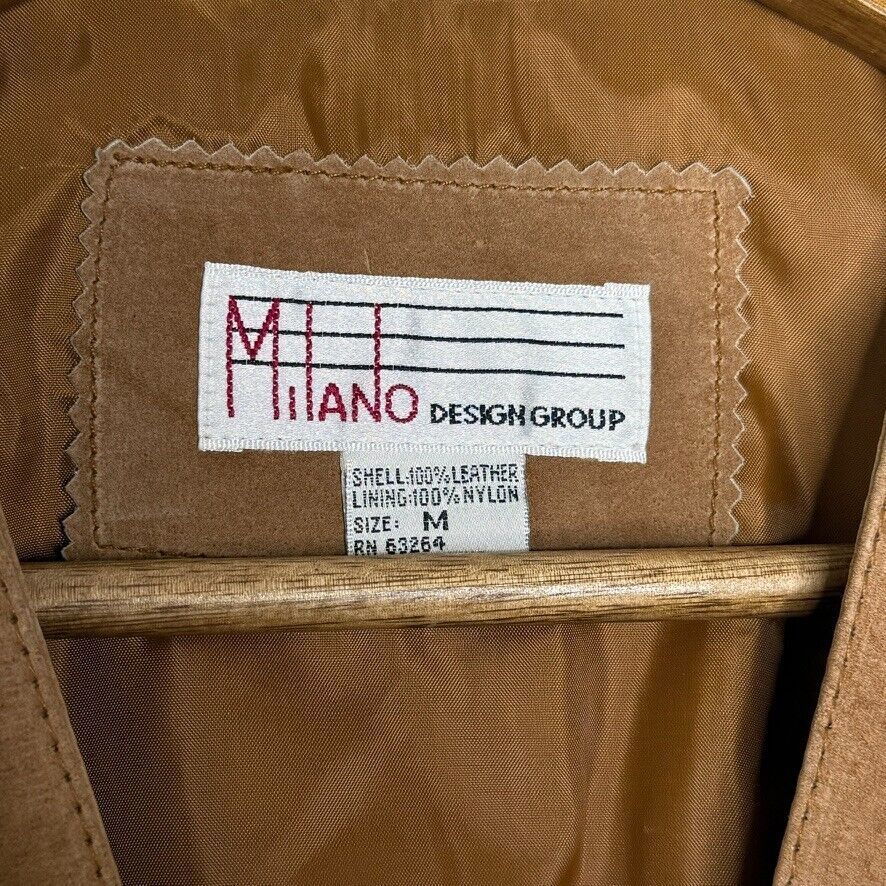 MIlANO DESIGN GROUP
SHELL:100%LEATHER
LINING:100%NYLON
SIZE: M
RN 63264